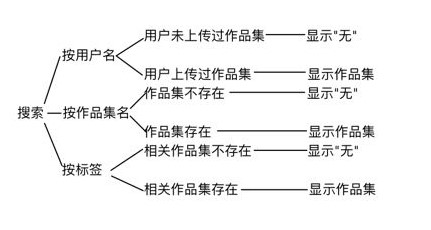 用户未上传过作品集 显示"无"
按用户名
用户上传过作品集 显示作品集
作品集不存在 显示"无"
搜索 按作品集名
作品集存在 显示作品集
相关作品集不存在 显示"无"
按标签
相关作品集存在 显示作品集